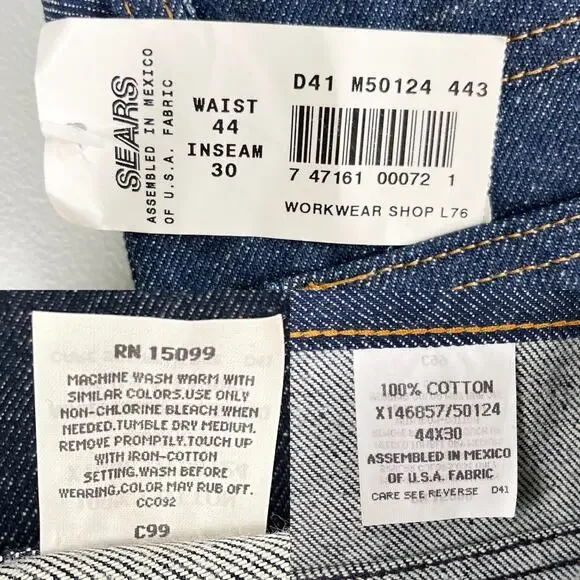 SEARS
ASSEMBLED IN MEXICO
OF U.S.A. FABRIC
WAIST
44
INSEAM
30
D41 M50124 443
7 47161 00072 1
WORKWEAR SHOP L76
RN 15099
MACHINE WASH WARM WITH
SIMILAR COLORS.USE ONLY
NON-CHLORINE BLEACH WHEN
NEEDED.TUMBLE DRY MEDIUM.
REMOVE PROMPTLY.TOUCH UP
WITH IRON-COTTON
SETTING.WASH BEFORE
WEARING.COLOR MAY RUB OFF.
CC092
C99
100% COTTON
X146857/50124
44X30
ASSEMBLED IN MEXICO
OF U.S.A. FABRIC
CARE SEE REVERSE D41